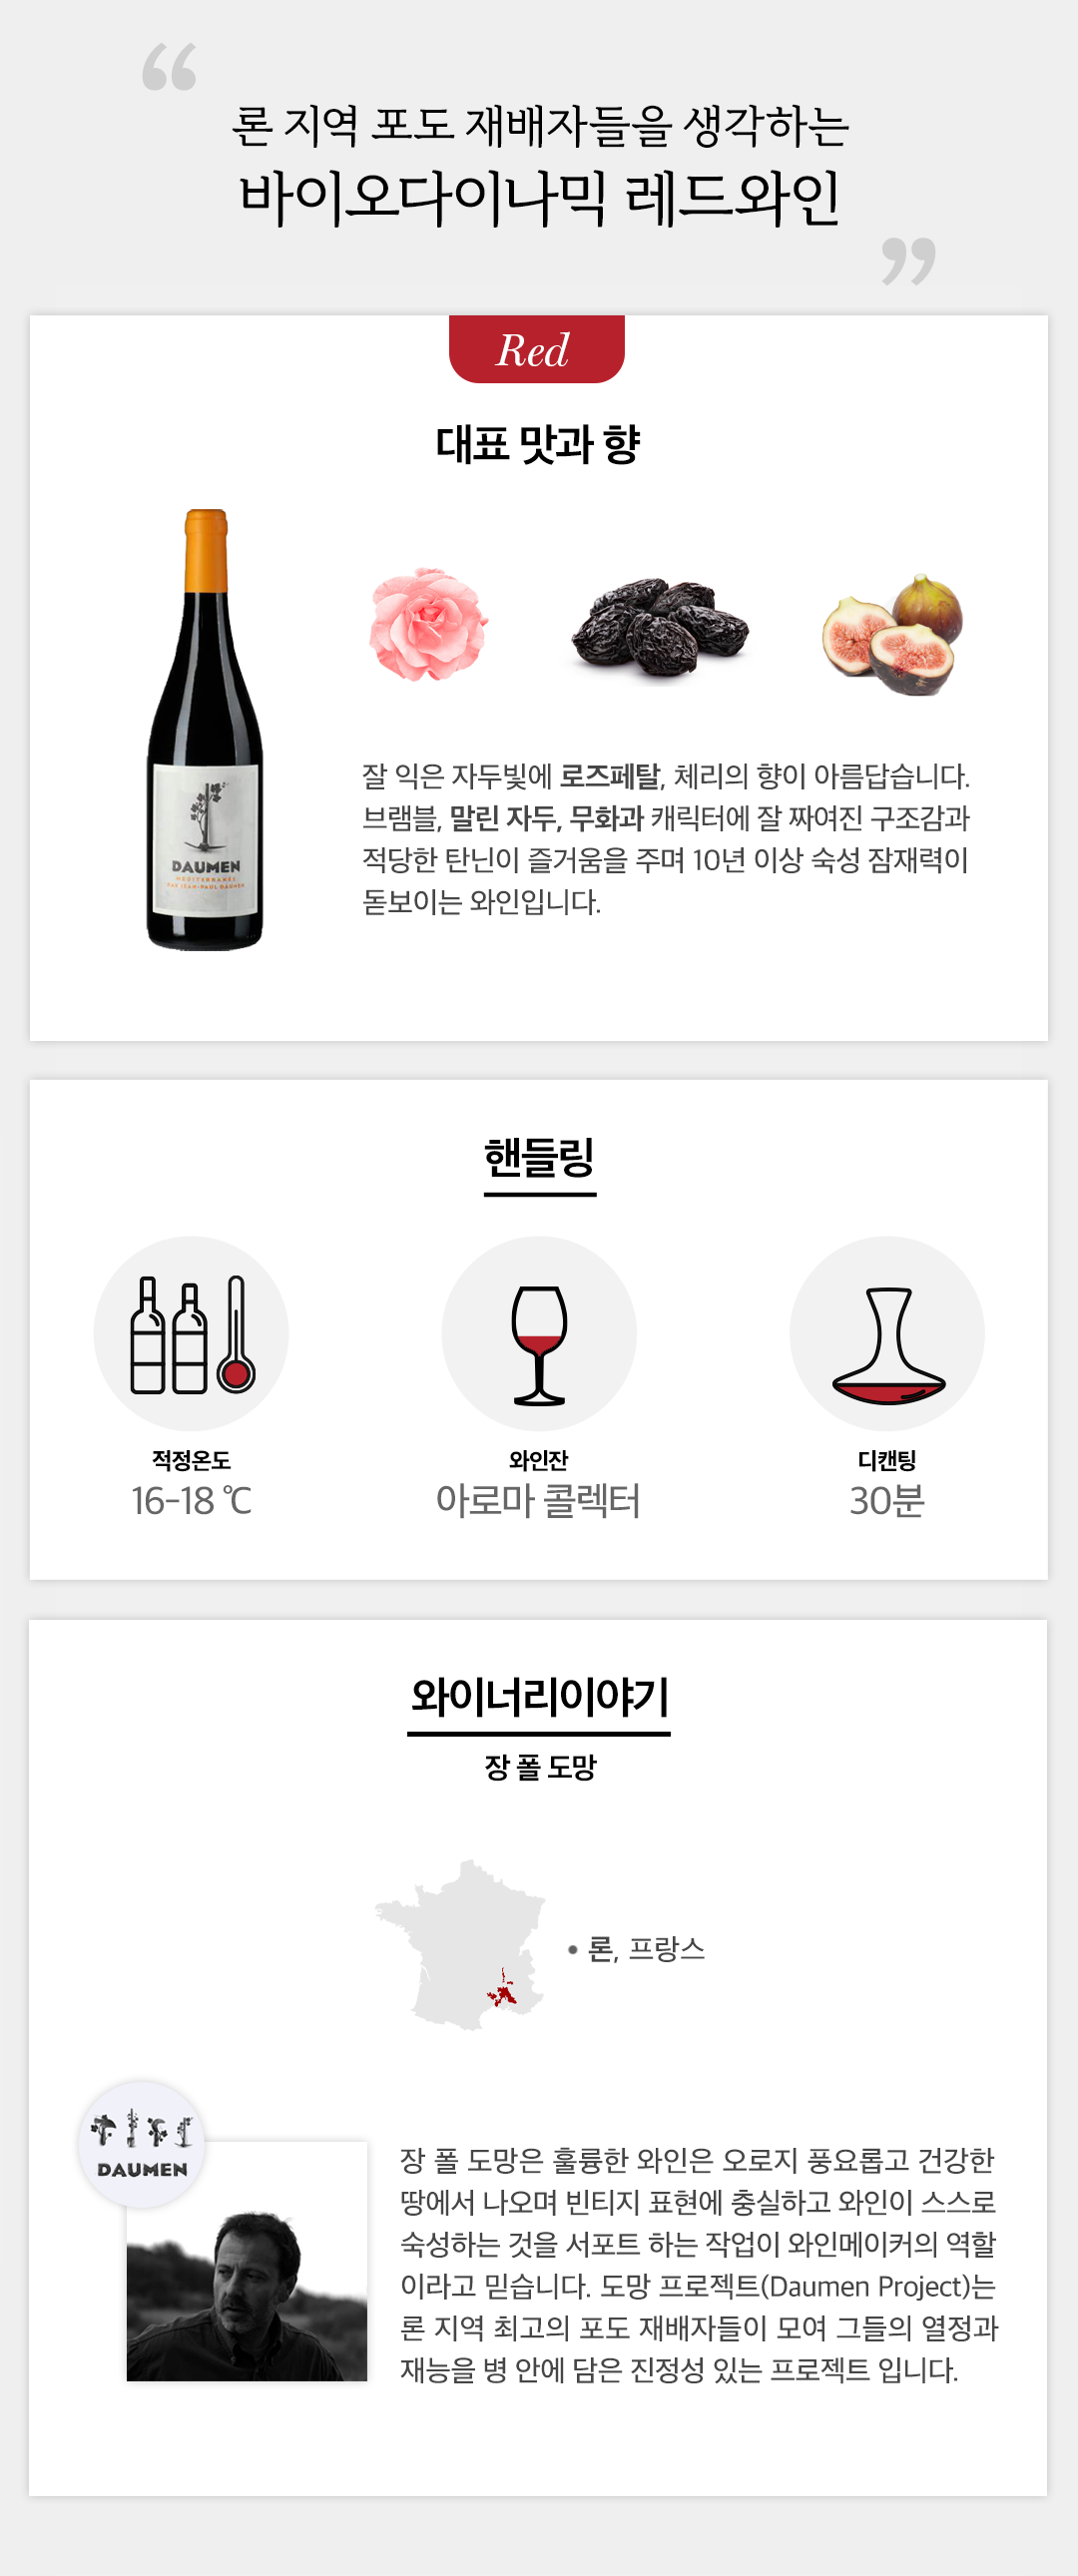 “
론 지역 포도 재배자들을 생각하는
바이오다이나믹 레드와인
”
Red
대표 맛과 향
DAUMEN
MÉDITERRANÉE
PAR JEAN-PAUL DAUMEN
잘 익은 자두빛에 로즈페탈, 체리의 향이 아름답습니다.
브램블, 말린 자두, 무화과 캐릭터에 잘 짜여진 구조감과
적당한 탄닌이 즐거움을 주며 10년 이상 숙성 잠재력이
돋보이는 와인입니다.
핸들링
적정온도
16-18 ℃
와인잔
아로마 콜렉터
디캔팅
30분
와이너리이야기
장 폴 도망
• 론, 프랑스
DAUMEN
장 폴 도망은 훌륭한 와인은 오로지 풍요롭고 건강한
땅에서 나오며 빈티지 표현에 충실하고 와인이 스스로
숙성하는 것을 서포트 하는 작업이 와인메이커의 역할
이라고 믿습니다. 도망 프로젝트(Daumen Project)는
론 지역 최고의 포도 재배자들이 모여 그들의 열정과
재능을 병 안에 담은 진정성 있는 프로젝트 입니다.